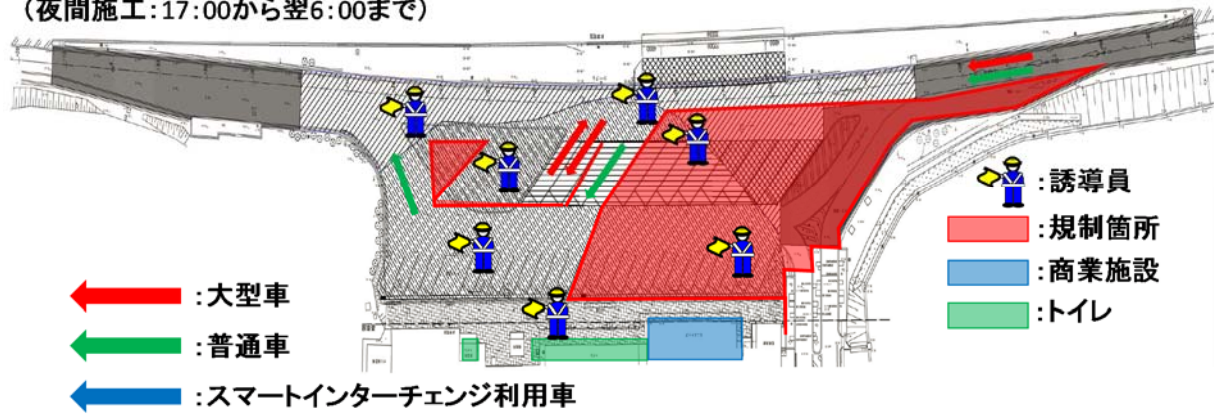 （夜間施工：17:00から翌6:00まで）
：誘導員
：規制箇所
：商業施設
：トイレ
：大型車
：普通車
：スマートインターチェンジ利用車